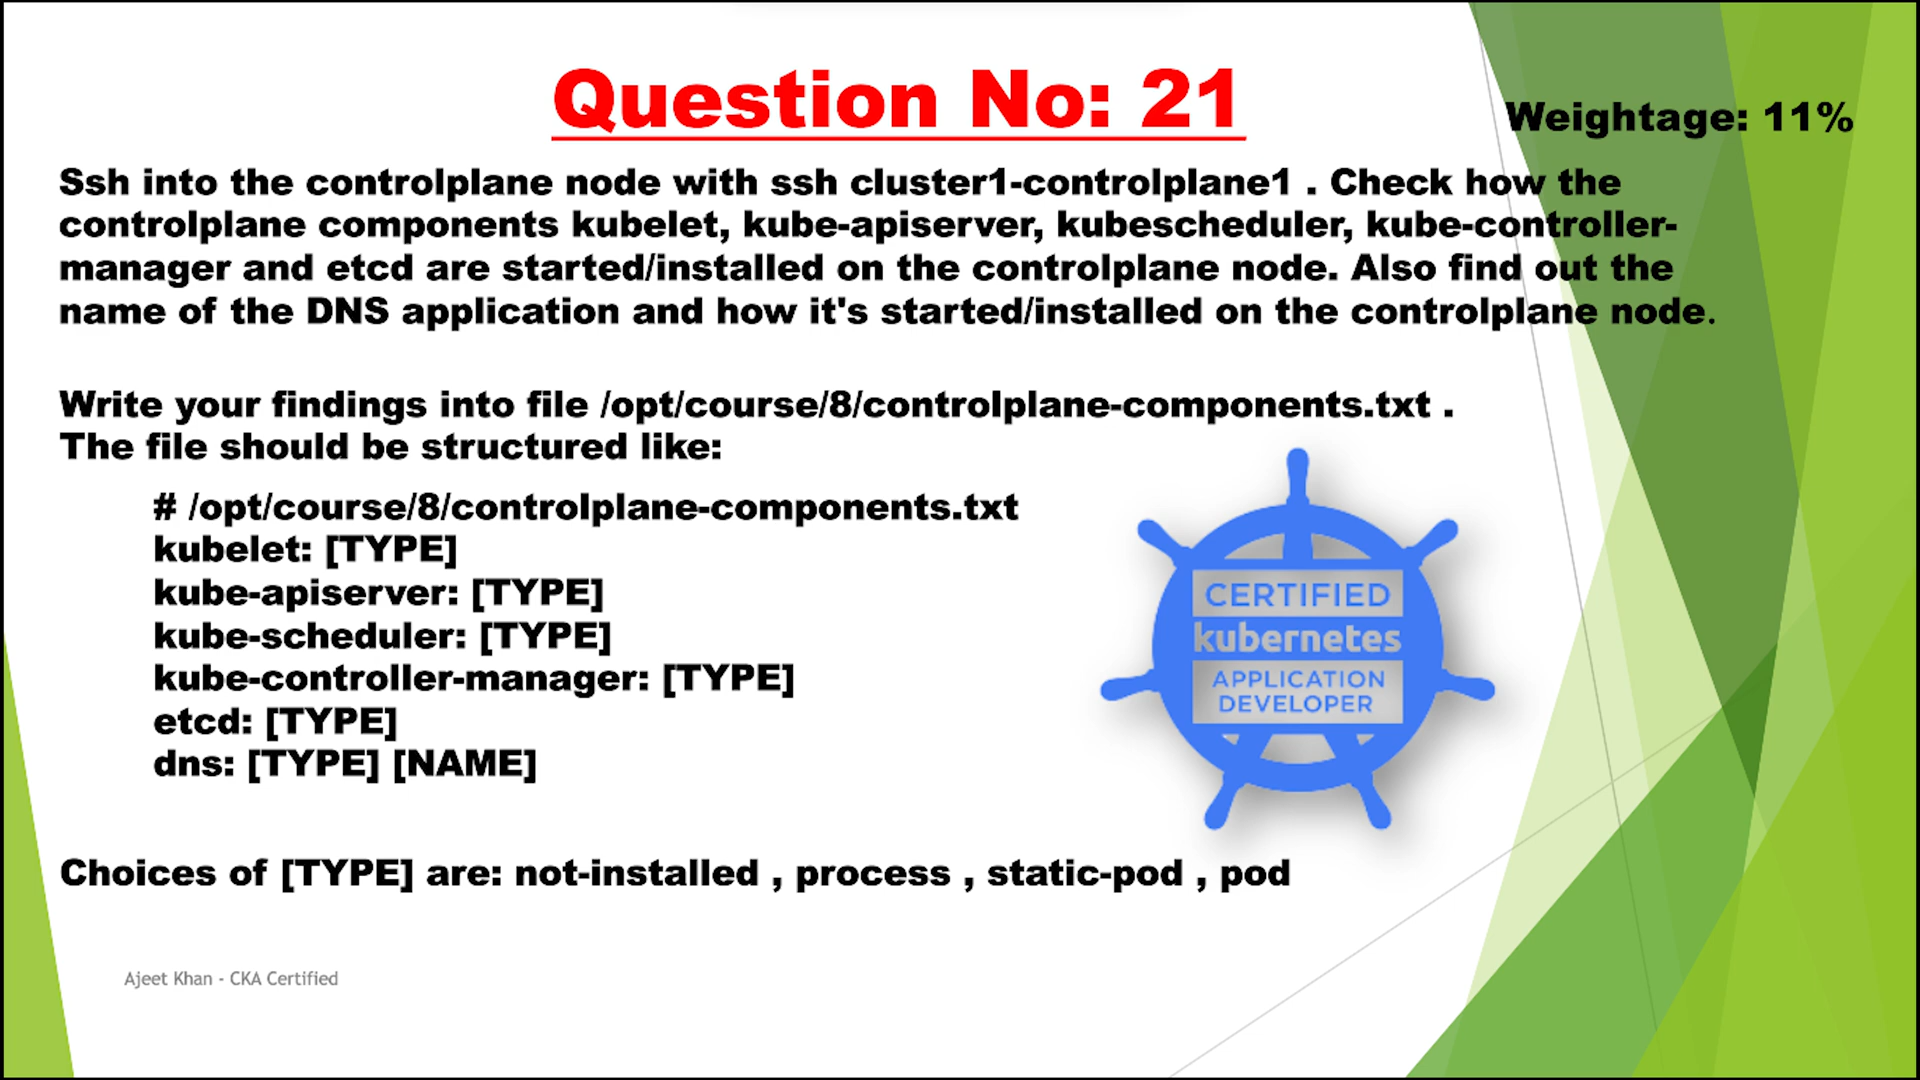 Question No: 21
Weightage: 11%
Ssh into the controlplane node with ssh cluster1-controlplane1 . Check how the
controlplane components kubelet, kube-apiserver, kubescheduler, kube-controller-
manager and etcd are started/installed on the controlplane node. Also find out the
name of the DNS application and how it's started/installed on the controlplane node.
Write your findings into file /opt/course/8/controlplane-components.txt .
The file should be structured like:
# /opt/course/8/controlplane-components.txt
kubelet: [TYPE]
kube-apiserver: [TYPE]
kube-scheduler: [TYPE]
kube-controller-manager: [TYPE]
etcd: [TYPE]
dns: [TYPE] [NAME]
CERTIFIED
kubernetes
APPLICATION
DEVELOPER
Choices of [TYPE] are: not-installed , process , static-pod , pod
Ajeet Khan - CKA Certified